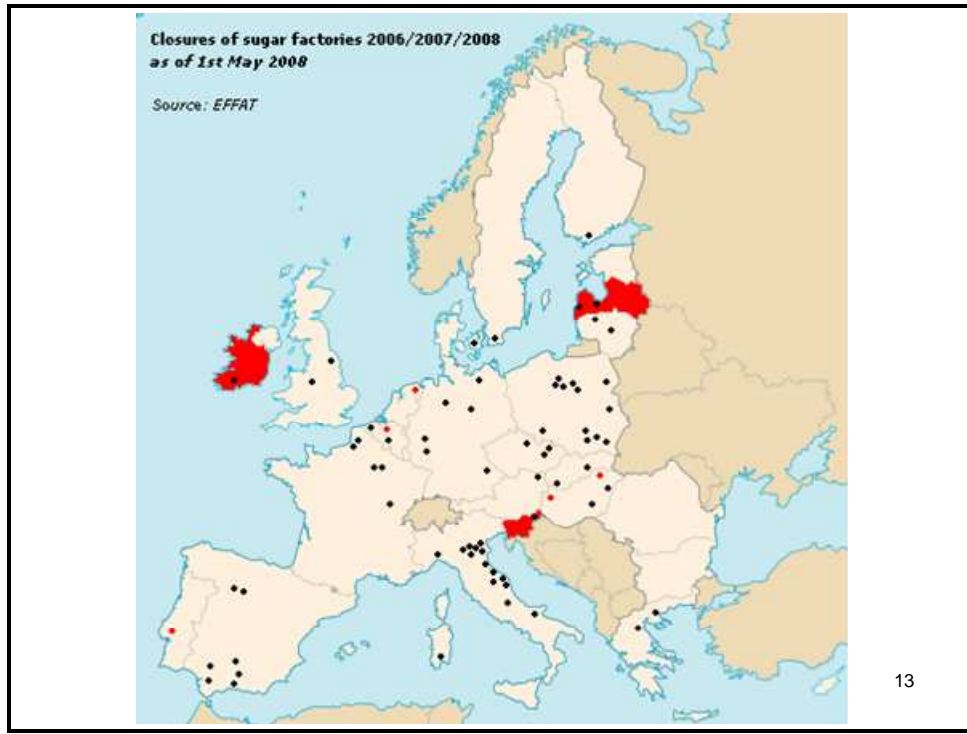 Closures of sugar factories 2006/2007/2008
as of 1st May 2008
Source: EFFAT
13